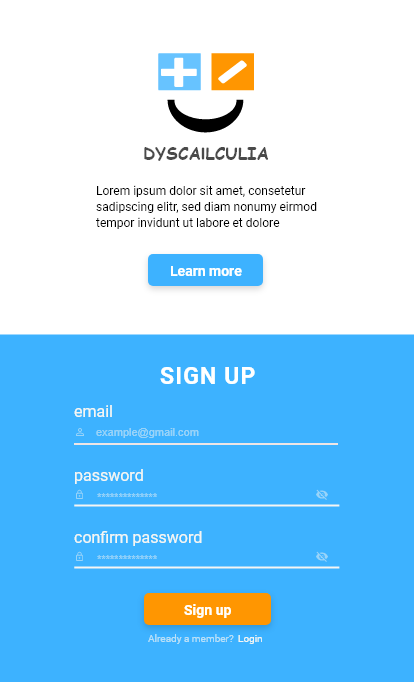 DYSCAILCULIA
Lorem ipsum dolor sit amet, consetetur
sadipscing elitr, sed diam nonumy eirmod
tempor invidunt ut labore et dolore
Learn more
SIGN UP
email
example@gmail.com
password
**************
confirm password
**************
Sign up
Already a member? Login